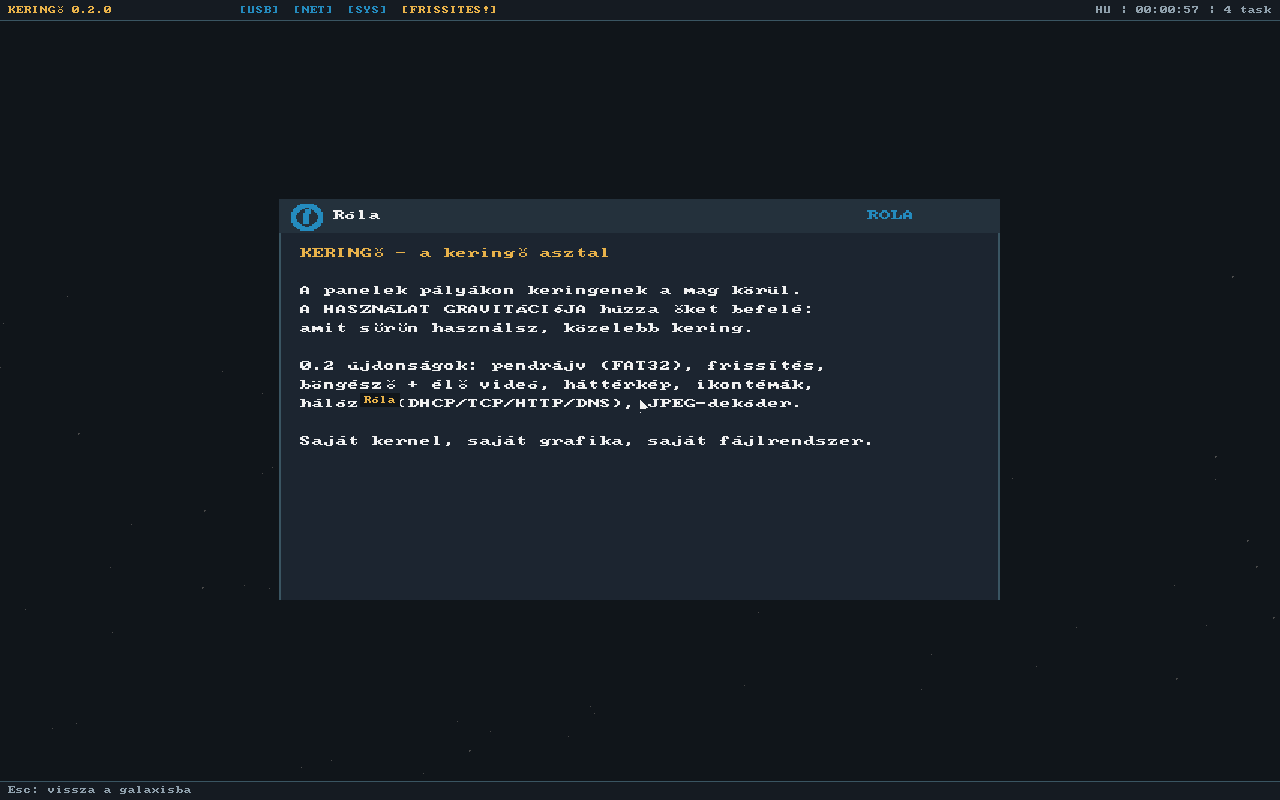 KERINGő 0.2.0 [USB] [NET] [SYS] [FRISSITES!] HU | 00:00:57 | 4 task
Róla RÓLA
KERINGő - a keringő asztal
A panelek pályákon keringenek a mag körül.
A HASZNáLAT GRAVITáCIóJA húzza őket befelé:
amit sűrűn használsz, közelebb kering.
0.2 újdonságok: pendrájv (FAT32), frissítés,
böngésző + élő videó, háttérkép, ikontémák,
hálóz Róla (DHCP/TCP/HTTP/DNS), JPEG-dekóder.
Saját kernel, saját grafika, saját fájlrendszer.
Esc: vissza a galaxisba